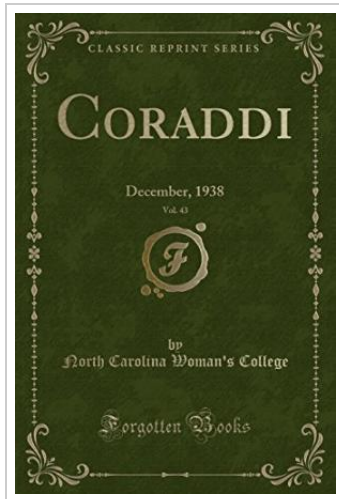 CLASSIC REPRINT SERIES
CORADDI
December, 1938
Vol. 43
F
by
North Carolina Woman's College
Forgotten Books